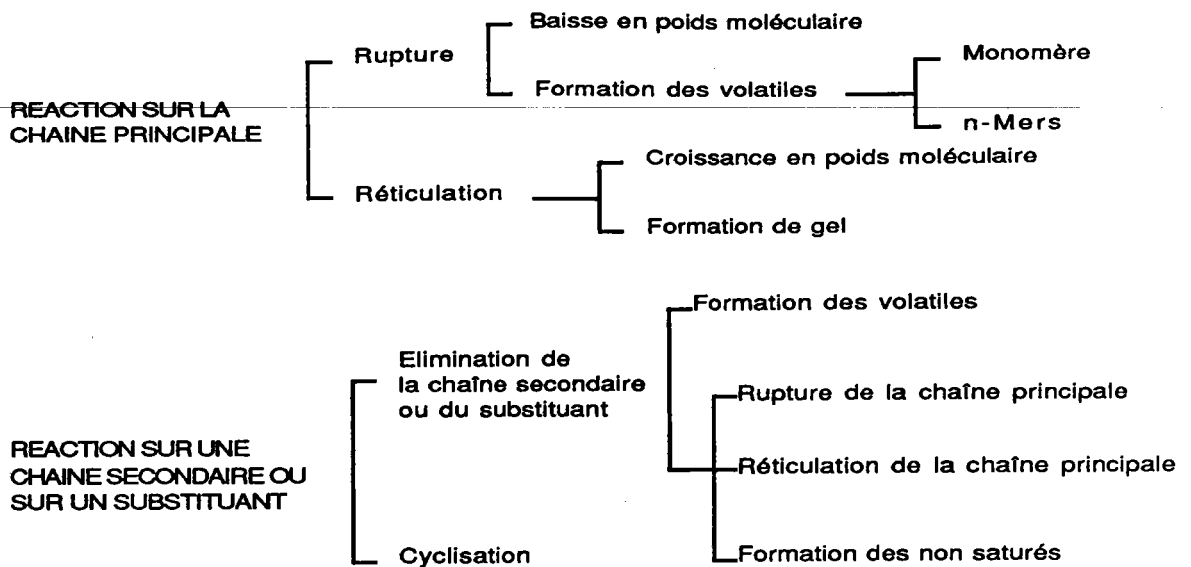 Baisse en poids moléculaire
Rupture
Monomère
Formation des volatiles
REACTION SUR LA
CHAINE PRINCIPALE
n-Mers
Croissance en poids moléculaire
Réticulation
Formation de gel
Formation des volatiles
Elimination de
la chaîne secondaire
ou du substituant
Rupture de la chaîne principale
REACTION SUR UNE
CHAINE SECONDAIRE OU
SUR UN SUBSTITUANT
Réticulation de la chaîne principale
Cyclisation
Formation des non saturés